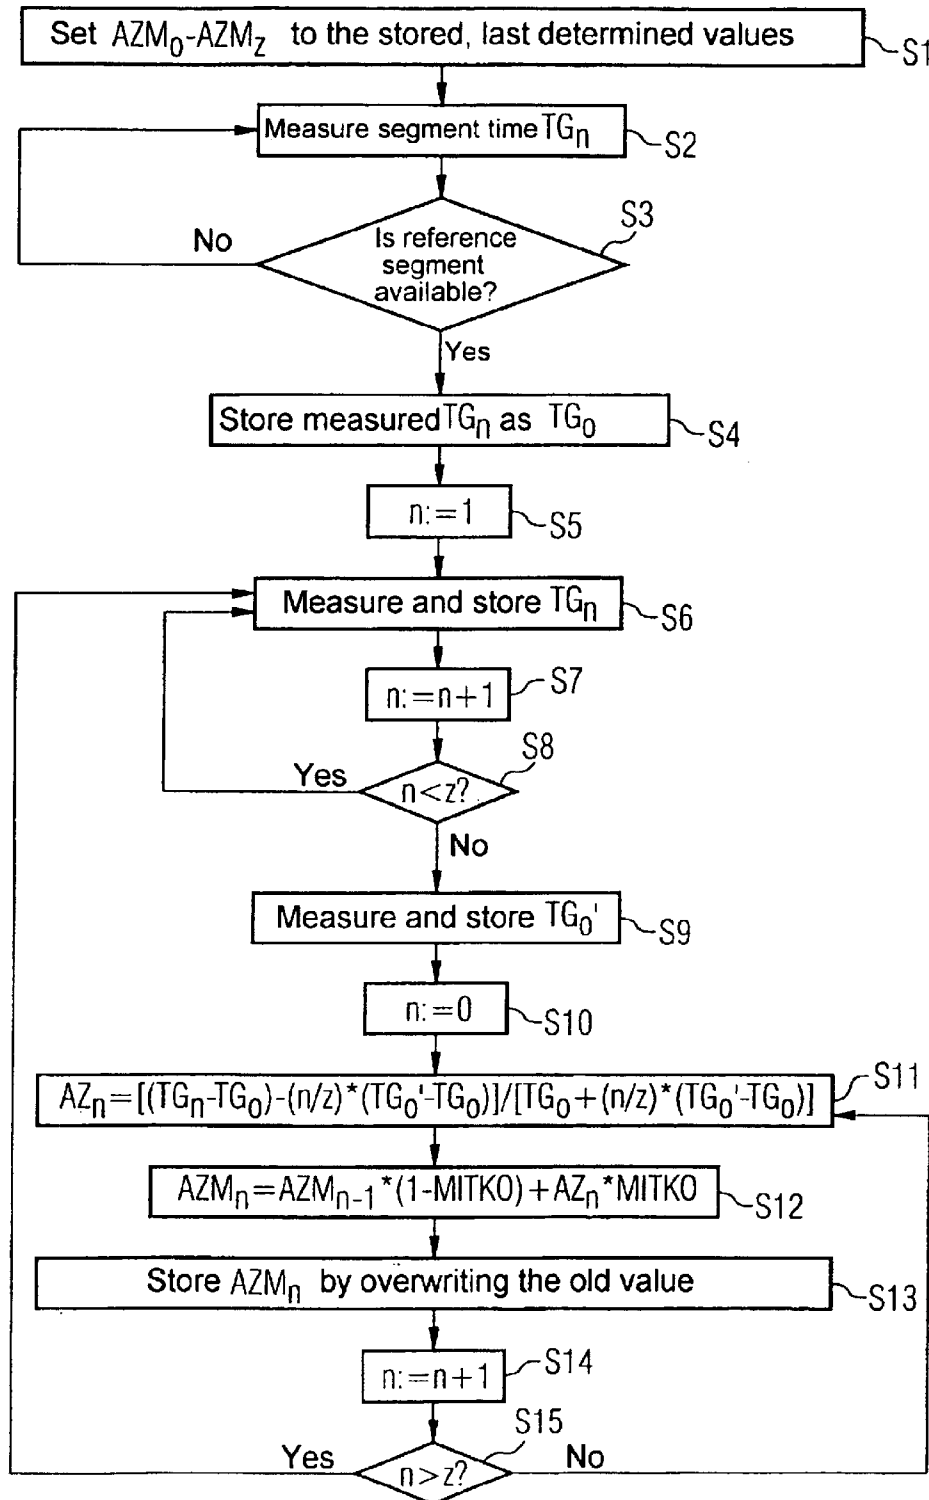 Set AZM₀-AZM_z to the stored, last determined values
S1
Measure segment time TGₙ
S2
S3
Is reference
segment
available?
No
Yes
Store measured TGₙ as TG₀
S4
n:=1
S5
Measure and store TGₙ
S6
S7
n:=n+1
S8
Yes
n<z?
No
Measure and store TG₀'
S9
n:=0
S10
S11
AZₙ=[(TGₙ-TG₀)-(n/z)*(TG₀'-TG₀)]/[TG₀+(n/z)*(TG₀'-TG₀)]
AZMₙ=AZMₙ₋₁*(1-MITKO)+AZₙ*MITKO
S12
Store AZMₙ by overwriting the old value
S13
S14
n:=n+1
S15
Yes
n>z?
No